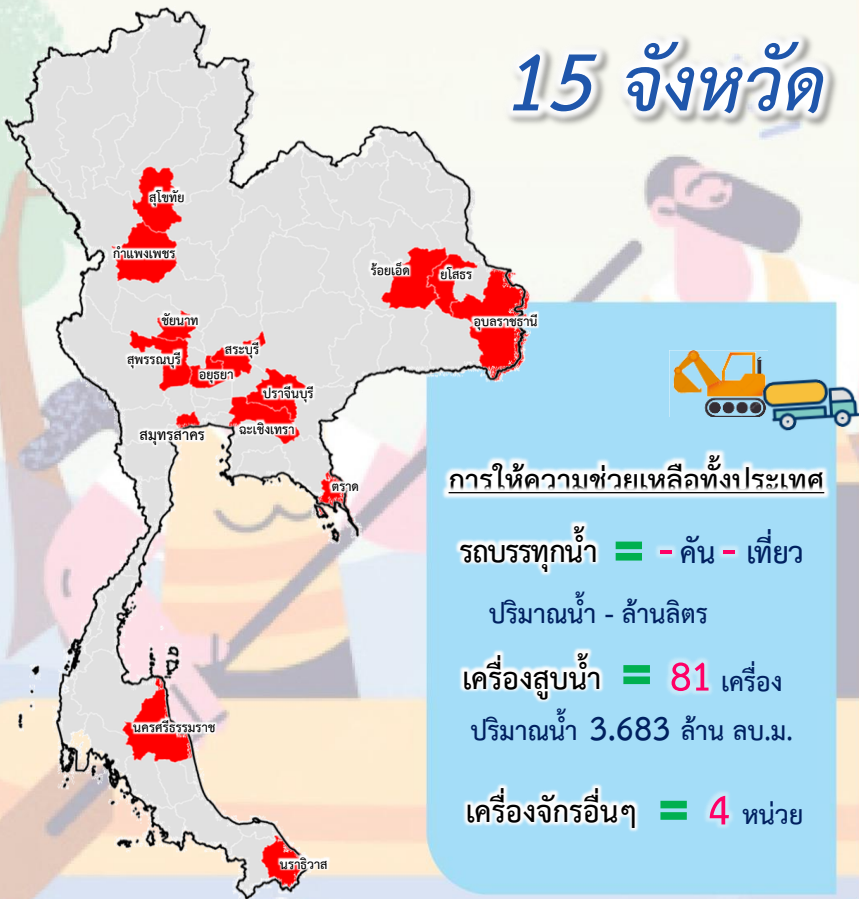 15 จังหวัด
สุโขทัย
กำแพงเพชร
ร้อยเอ็ด
ยโสธร
อุบลราชธานี
ชัยนาท
สุพรรณบุรี
สระบุรี
อยุธยา
ปราจีนบุรี
สมุทรสาคร
ฉะเชิงเทรา
ตราด
นครศรีธรรมราช
นราธิวาส
การให้ความช่วยเหลือทั้งประเทศ
รถบรรทุกน้ำ = - คัน - เที่ยว
ปริมาณน้ำ - ล้านลิตร
เครื่องสูบน้ำ = 81 เครื่อง
ปริมาณน้ำ 3.683 ล้าน ลบ.ม.
เครื่องจักรอื่นๆ = 4 หน่วย